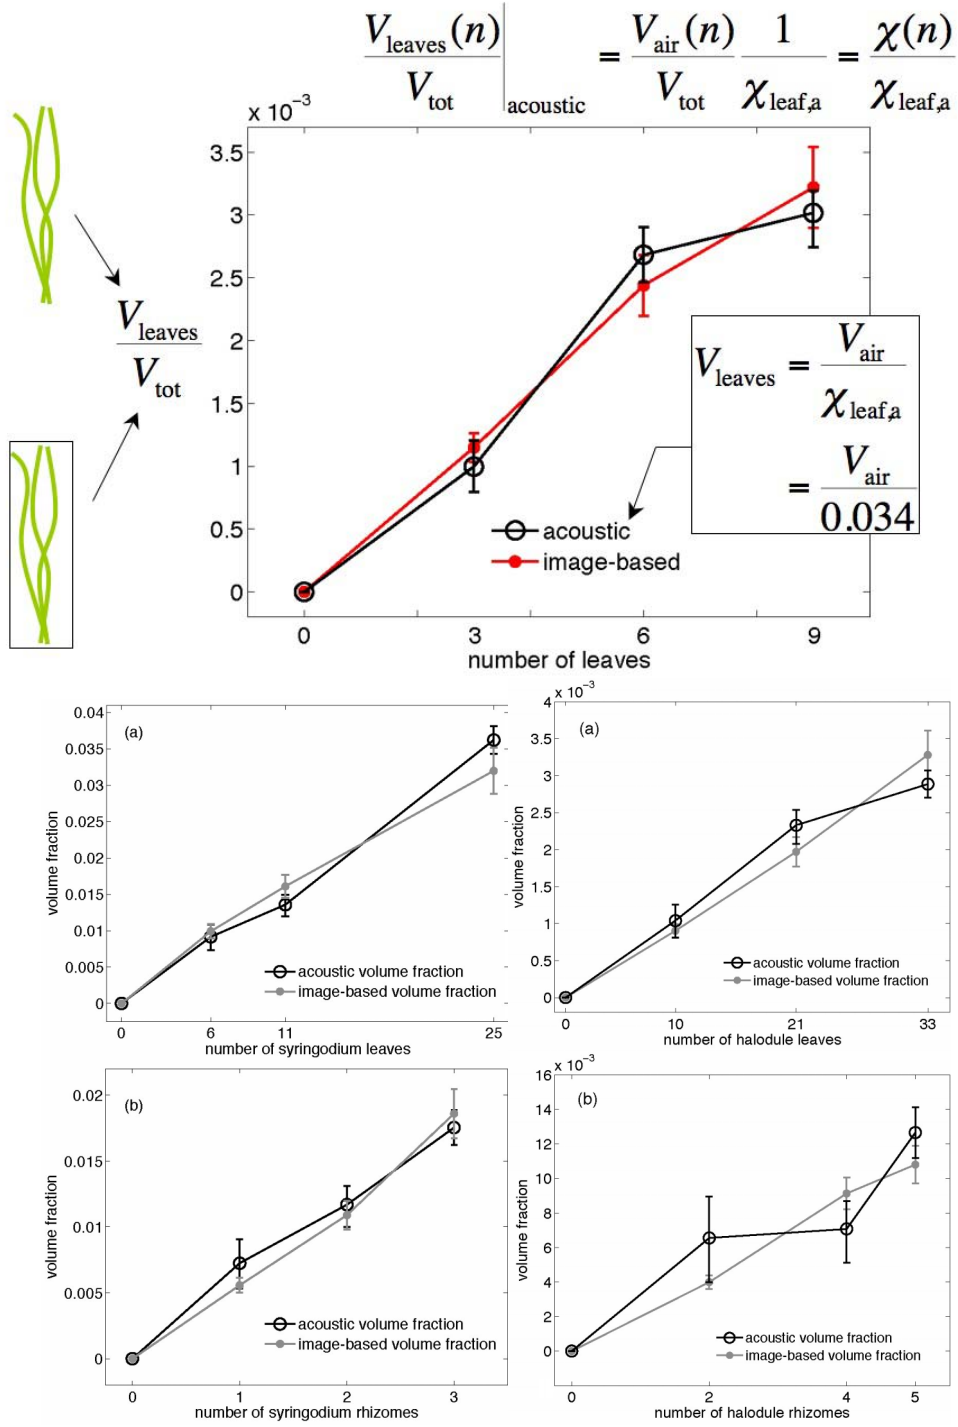 V_leaves(n) / V_tot |_acoustic = V_air(n) / V_tot 1 / χ_leaf,a = χ(n) / χ_leaf,a
x 10⁻³
3.5
3
2.5
2
1.5
1
0.5
0
0 3 6 9
number of leaves
V_leaves / V_tot
V_leaves = V_air / χ_leaf,a
= V_air / 0.034
acoustic
image-based
(a)
0.04
0.035
0.03
0.025
0.02
0.015
0.01
0.005
0
volume fraction
acoustic volume fraction
image-based volume fraction
0 6 11 25
number of syringodium leaves
x 10⁻³
(a)
4
3.5
3
2.5
2
1.5
1
0.5
0
volume fraction
acoustic volume fraction
image-based volume fraction
0 10 21 33
number of halodule leaves
(b)
0.02
0.015
0.01
0.005
0
volume fraction
acoustic volume fraction
image-based volume fraction
0 1 2 3
number of syringodium rhizomes
x 10⁻³
(b)
16
14
12
10
8
6
4
2
0
volume fraction
acoustic volume fraction
image-based volume fraction
0 2 4 5
number of halodule rhizomes